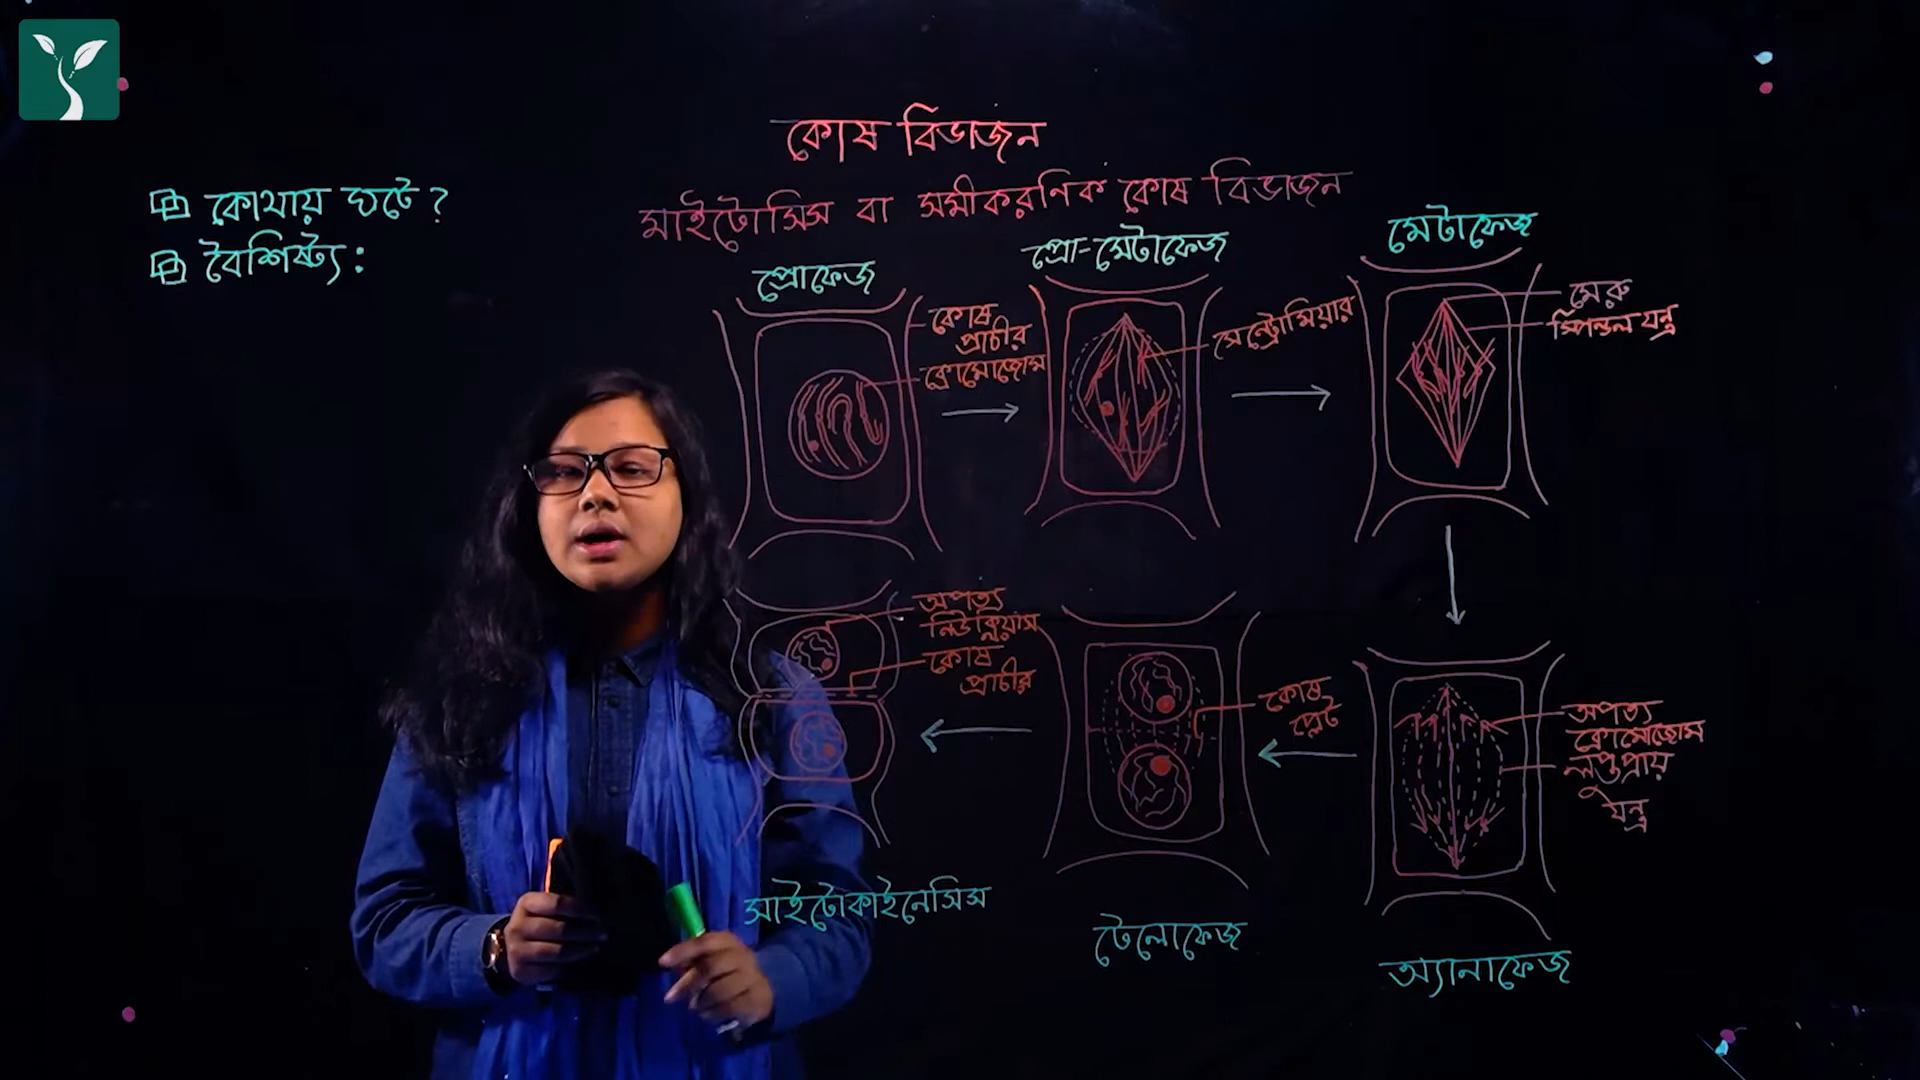 কোষ বিভাজন
মাইটোসিস বা সমীকরণিক কোষ বিভাজন
কোথায় ঘটে?
বৈশিষ্ট্য:
প্রোফেজ
কোষ
প্রাচীর
ক্রোমোজোম
প্রো-মেটাফেজ
সেন্ট্রোমিয়ার
মেটাফেজ
মেরু
স্পিন্ডল যন্ত্র
অপত্য
ক্রোমোজোম
লুপ্তপ্রায়
যন্ত্র
অ্যানাফেজ
কোষ
প্লেট
টেলোফেজ
অপত্য
নিউক্লিয়াস
কোষ
প্রাচীর
সাইটোকাইনেসিস